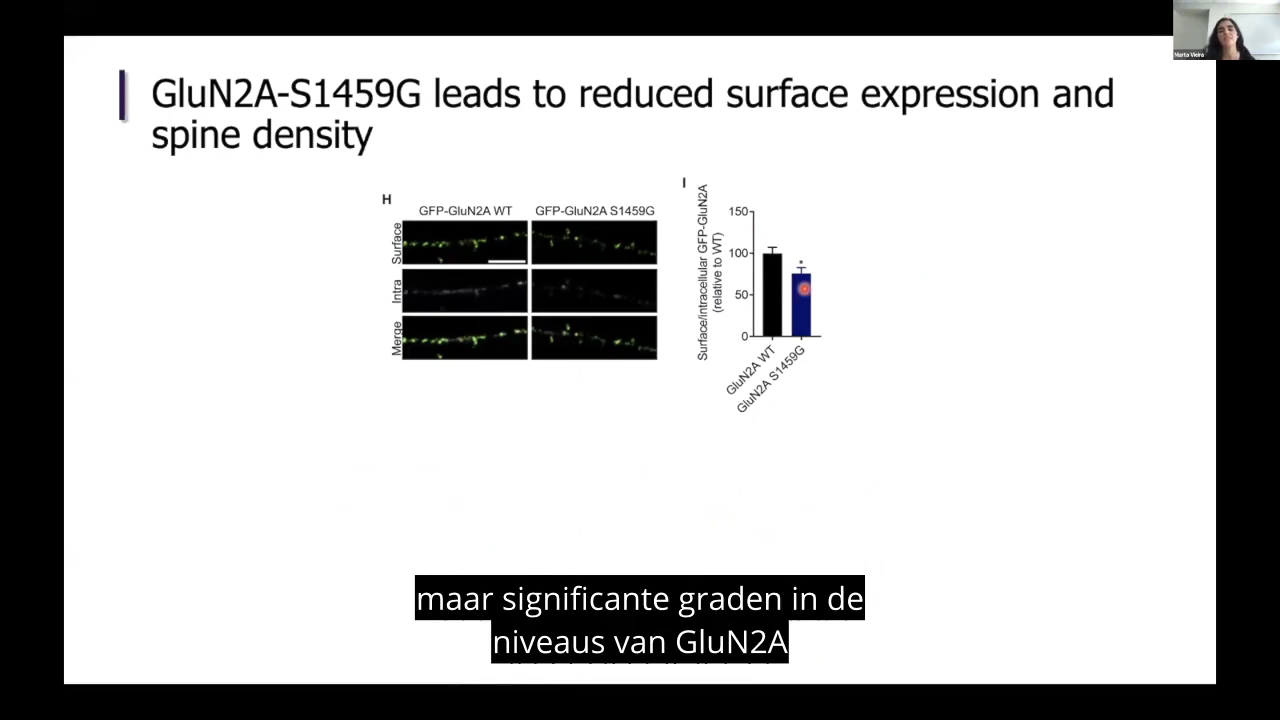 Marta Vieira
GluN2A-S1459G leads to reduced surface expression and
spine density
H
GFP-GluN2A WT
GFP-GluN2A S1459G
Surface
Intra
Merge
I
Surface/intracellular GFP-GluN2A
(relative to WT)
150
100
50
0
*
GluN2A WT
GluN2A S1459G
maar significante graden in de
niveaus van GluN2A